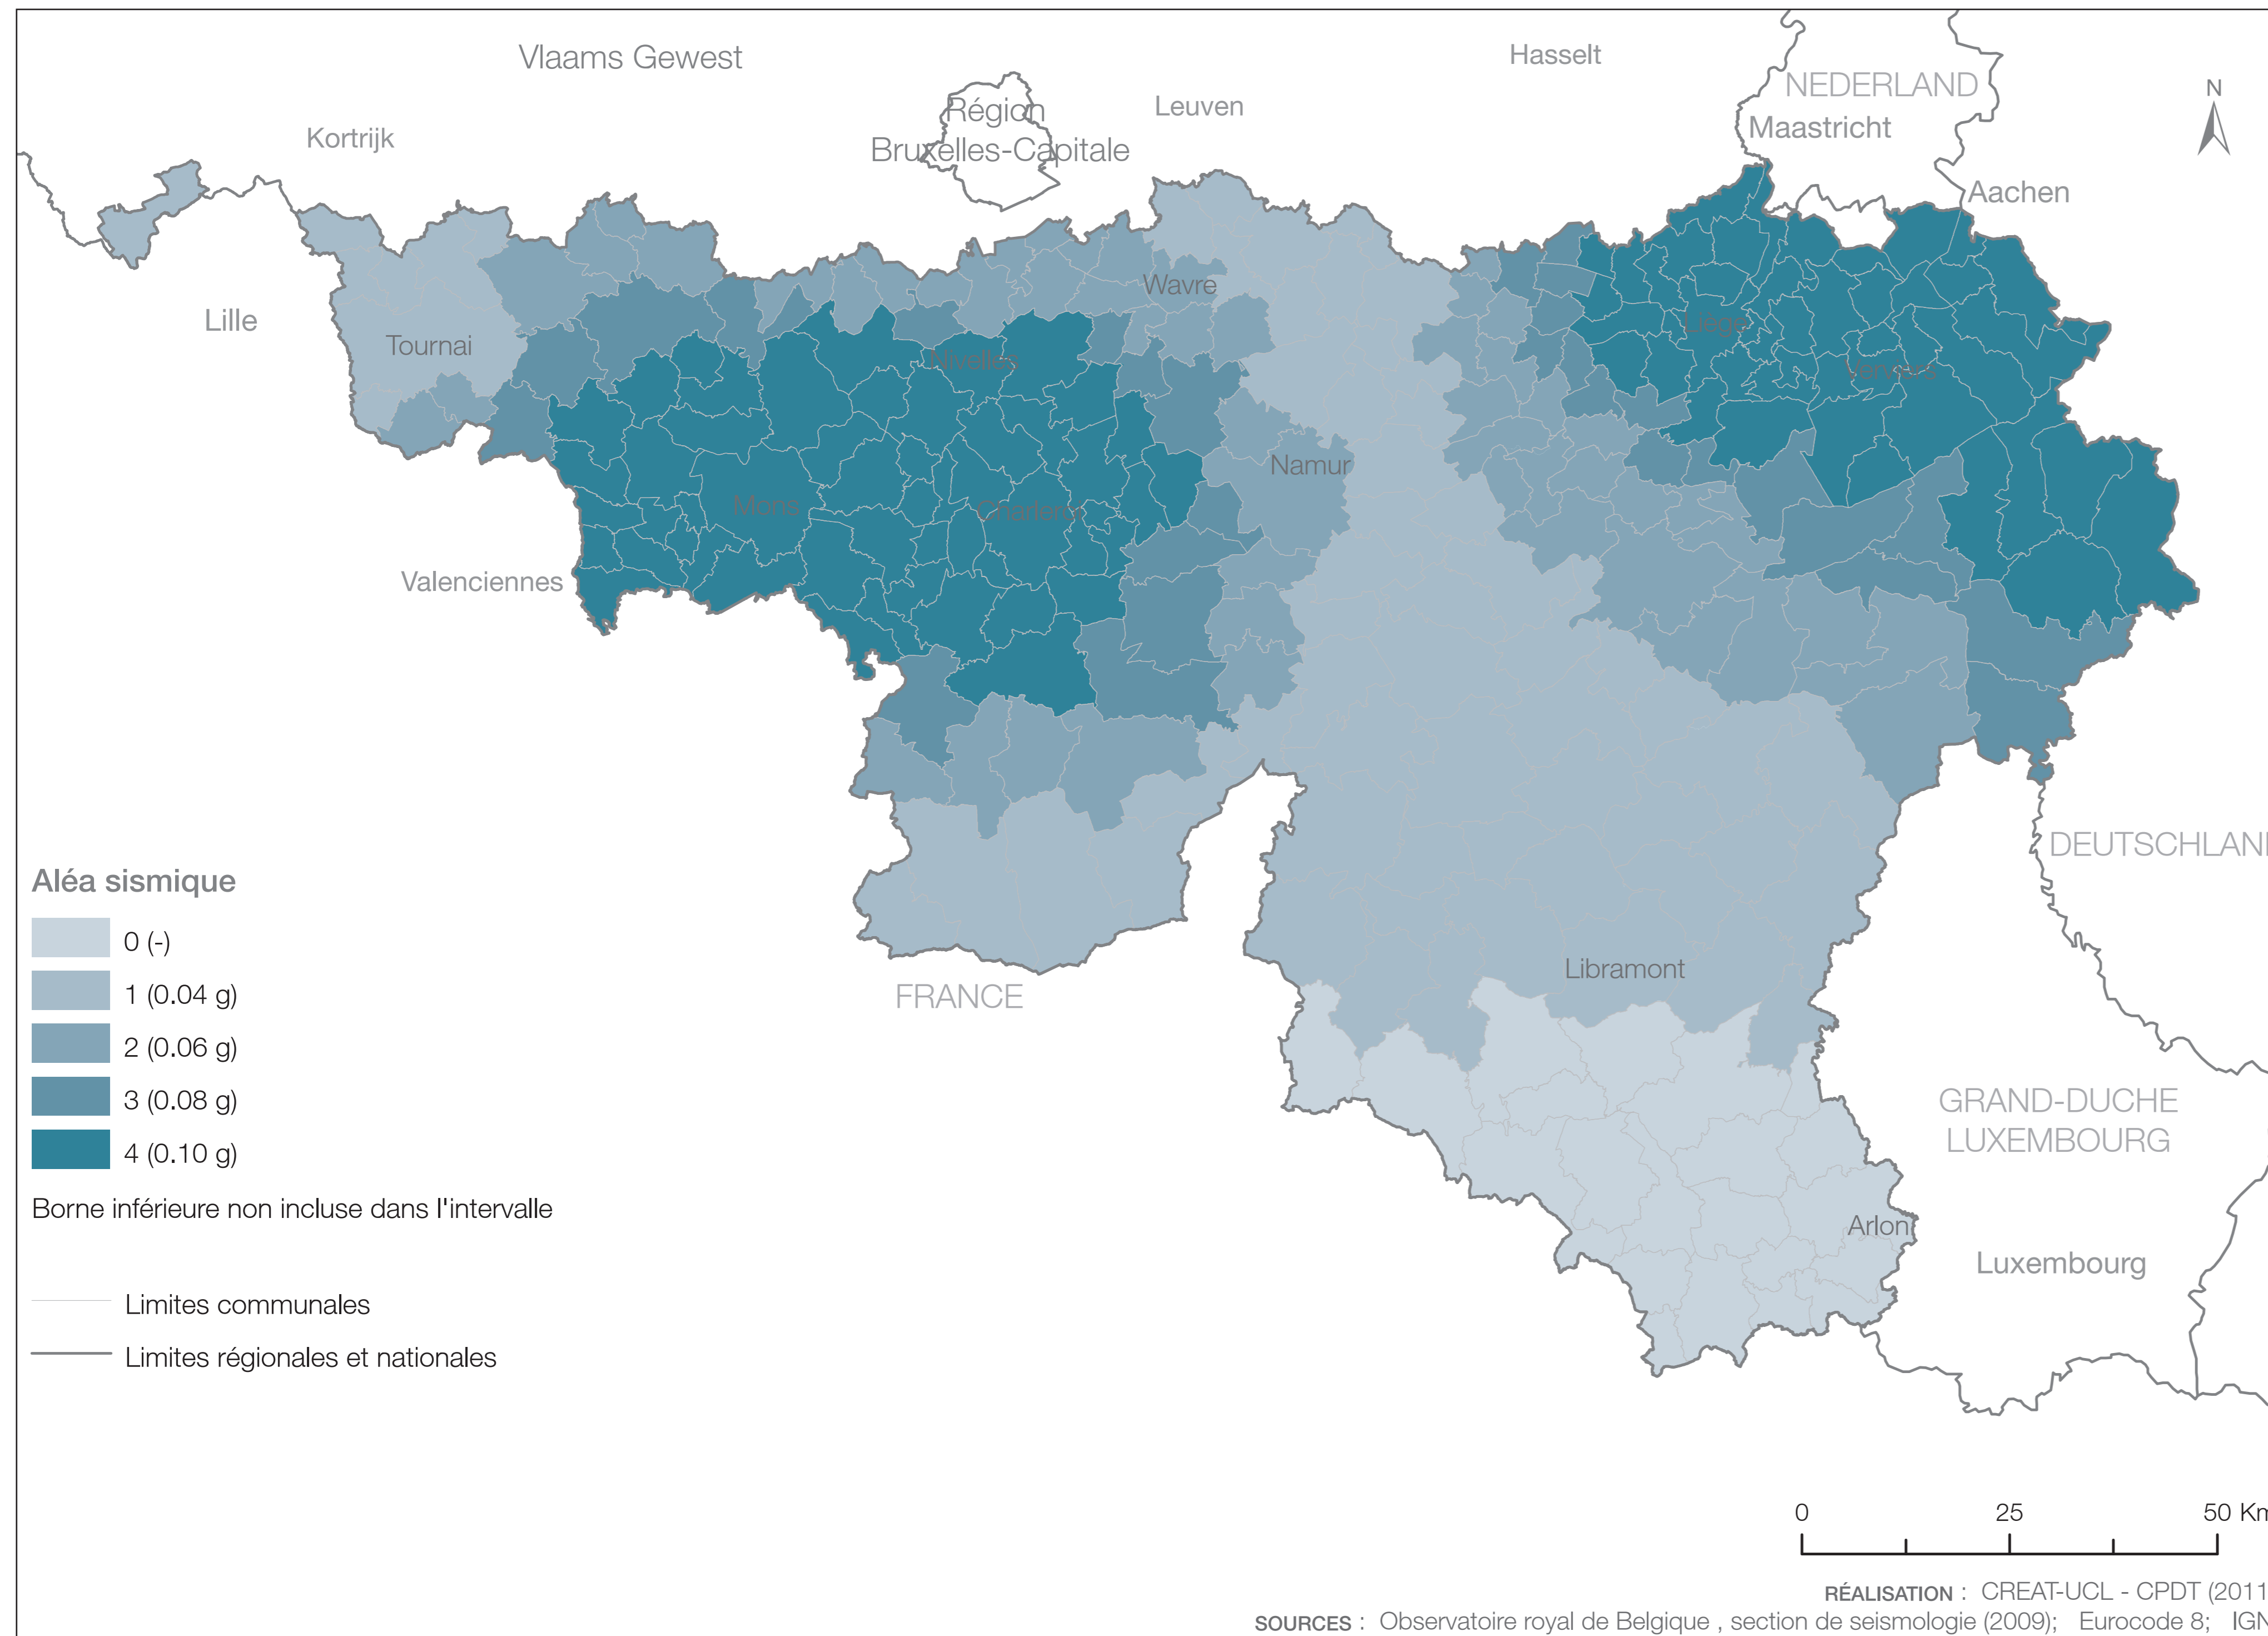 Vlaams Gewest
Hasselt
NEDERLAND
Maastricht
N
Région
Bruxelles-Capitale
Leuven
Kortrijk
Aachen
Lille
Tournai
Wavre
Nivelles
Liège
Verviers
Namur
Mons
Charleroi
Valenciennes
DEUTSCHLAN
Aléa sismique
0 (-)
1 (0.04 g)
2 (0.06 g)
3 (0.08 g)
4 (0.10 g)
Borne inférieure non incluse dans l'intervalle
Limites communales
Limites régionales et nationales
FRANCE
Libramont
GRAND-DUCHE
LUXEMBOURG
Arlon
Luxembourg
0 25 50 Km
RÉALISATION : CREAT-UCL - CPDT (2011
SOURCES : Observatoire royal de Belgique , section de seismologie (2009); Eurocode 8; IGN